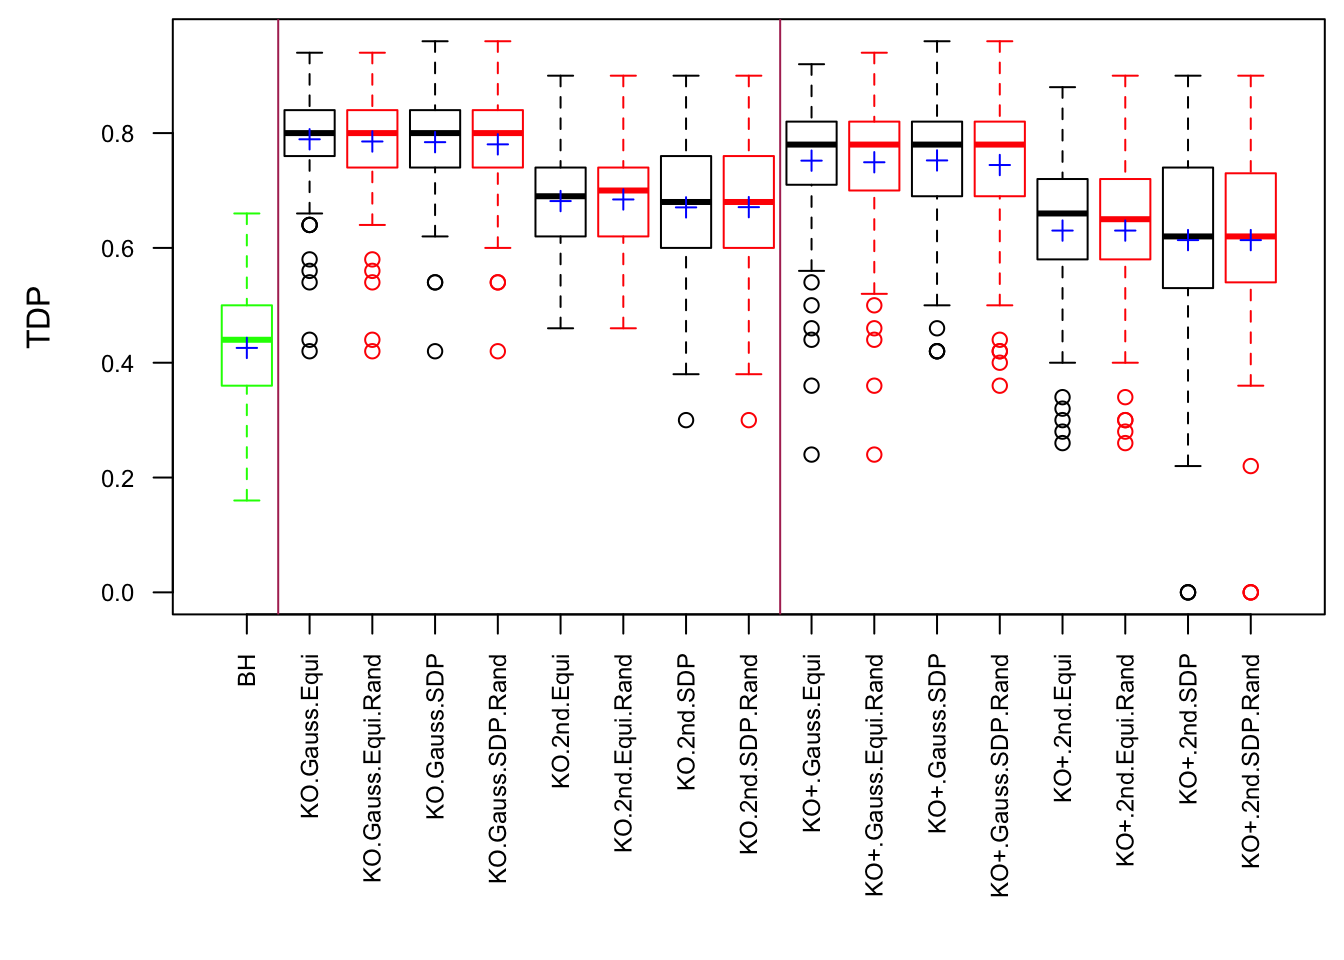 TDP
0.8
0.6
0.4
0.2
0.0
BH
KO.Gauss.Equi
KO.Gauss.Equi.Rand
KO.Gauss.SDP
KO.Gauss.SDP.Rand
KO.2nd.Equi
KO.2nd.Equi.Rand
KO.2nd.SDP
KO.2nd.SDP.Rand
KO+.Gauss.Equi
KO+.Gauss.Equi.Rand
KO+.Gauss.SDP
KO+.Gauss.SDP.Rand
KO+.2nd.Equi
KO+.2nd.Equi.Rand
KO+.2nd.SDP
KO+.2nd.SDP.Rand